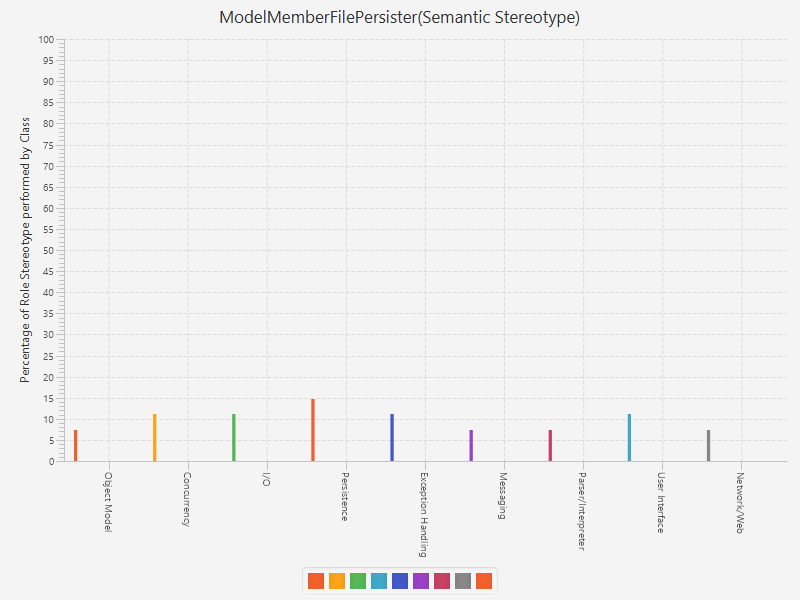 ModelMemberFilePersister(Semantic Stereotype)
Percentage of Role Stereotype performed by Class
100
95
90
85
80
75
70
65
60
55
50
45
40
35
30
25
20
15
10
5
0
Object Model
Concurrency
I/O
Persistence
Exception Handling
Messaging
Parser/Interpreter
User Interface
Network/Web